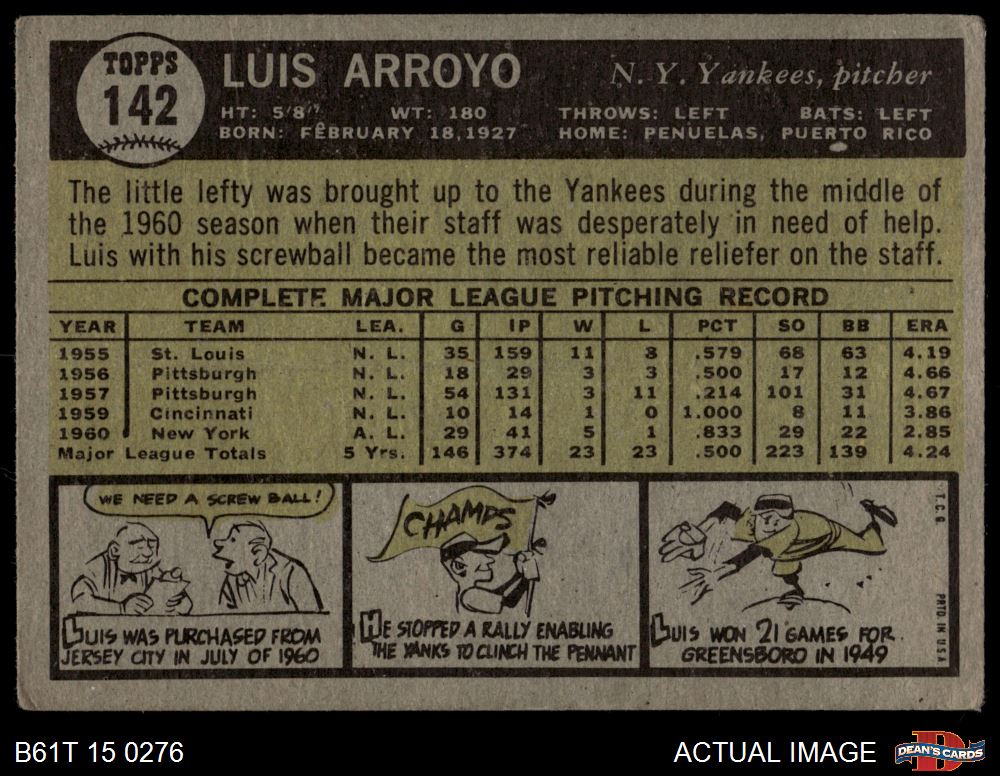 TOPPS
142
LUIS ARROYO
N. Y. Yankees, pitcher
HT: 5'8½" WT: 180 THROWS: LEFT BATS: LEFT
BORN: FEBRUARY 18, 1927 HOME: PENUELAS, PUERTO RICO
The little lefty was brought up to the Yankees during the middle of
the 1960 season when their staff was desperately in need of help.
Luis with his screwball became the most reliable reliefer on the staff.
COMPLETE MAJOR LEAGUE PITCHING RECORD
YEAR TEAM LEA. G IP W L PCT SO BB ERA
1955 St. Louis N. L. 35 159 11 8 .579 68 63 4.19
1956 Pittsburgh N. L. 18 29 3 3 .500 17 12 4.66
1957 Pittsburgh N. L. 54 131 3 11 .214 101 31 4.67
1959 Cincinnati N. L. 10 14 1 0 1.000 8 11 3.86
1960 New York A. L. 29 41 5 1 .833 29 22 2.85
Major League Totals 5 Yrs. 146 374 23 23 .500 223 139 4.24
WE NEED A SCREW BALL!
LUIS WAS PURCHASED FROM
JERSEY CITY IN JULY OF 1960
CHAMPS
HE STOPPED A RALLY ENABLING
THE YANKS TO CLINCH THE PENNANT
LUIS WON 21 GAMES FOR
GREENSBORO IN 1949
T.C.G.
PRTD. IN U.S.A.
B61T 15 0276
ACTUAL IMAGE
DEAN'S CARDS